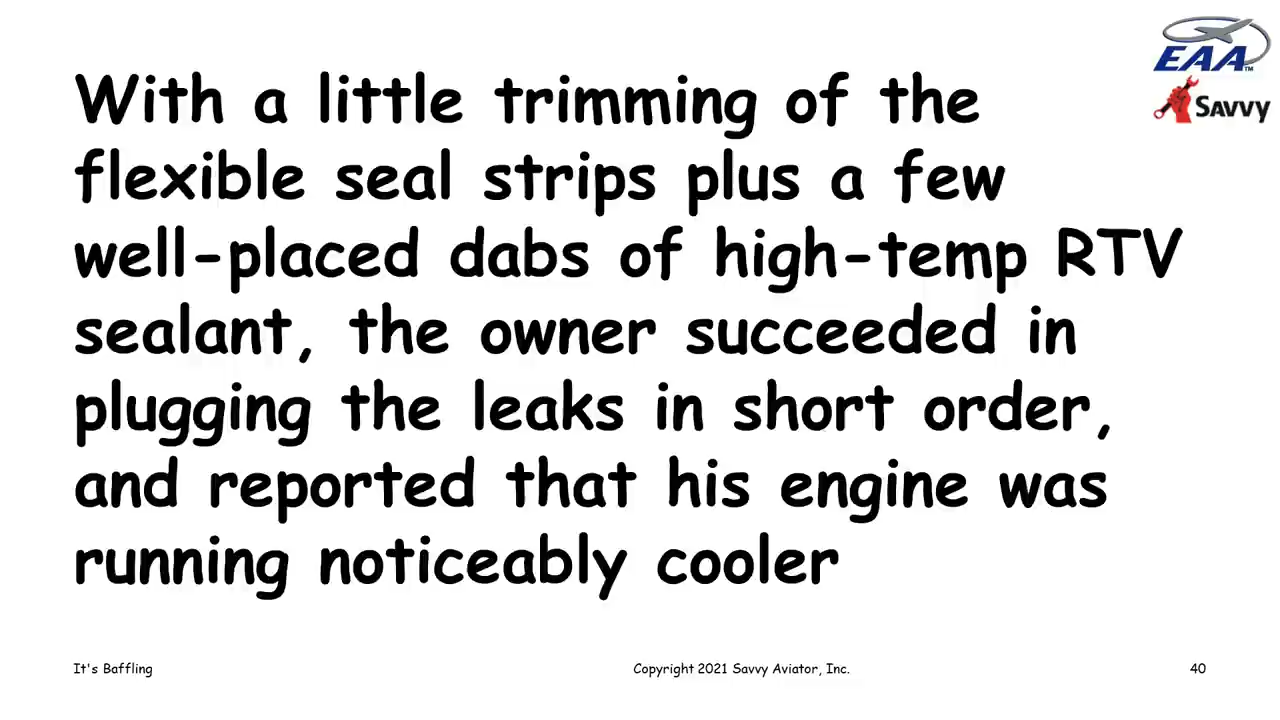 EAA™
SAVVY
With a little trimming of the
flexible seal strips plus a few
well-placed dabs of high-temp RTV
sealant, the owner succeeded in
plugging the leaks in short order,
and reported that his engine was
running noticeably cooler
It's Baffling
Copyright 2021 Savvy Aviator, Inc.
40